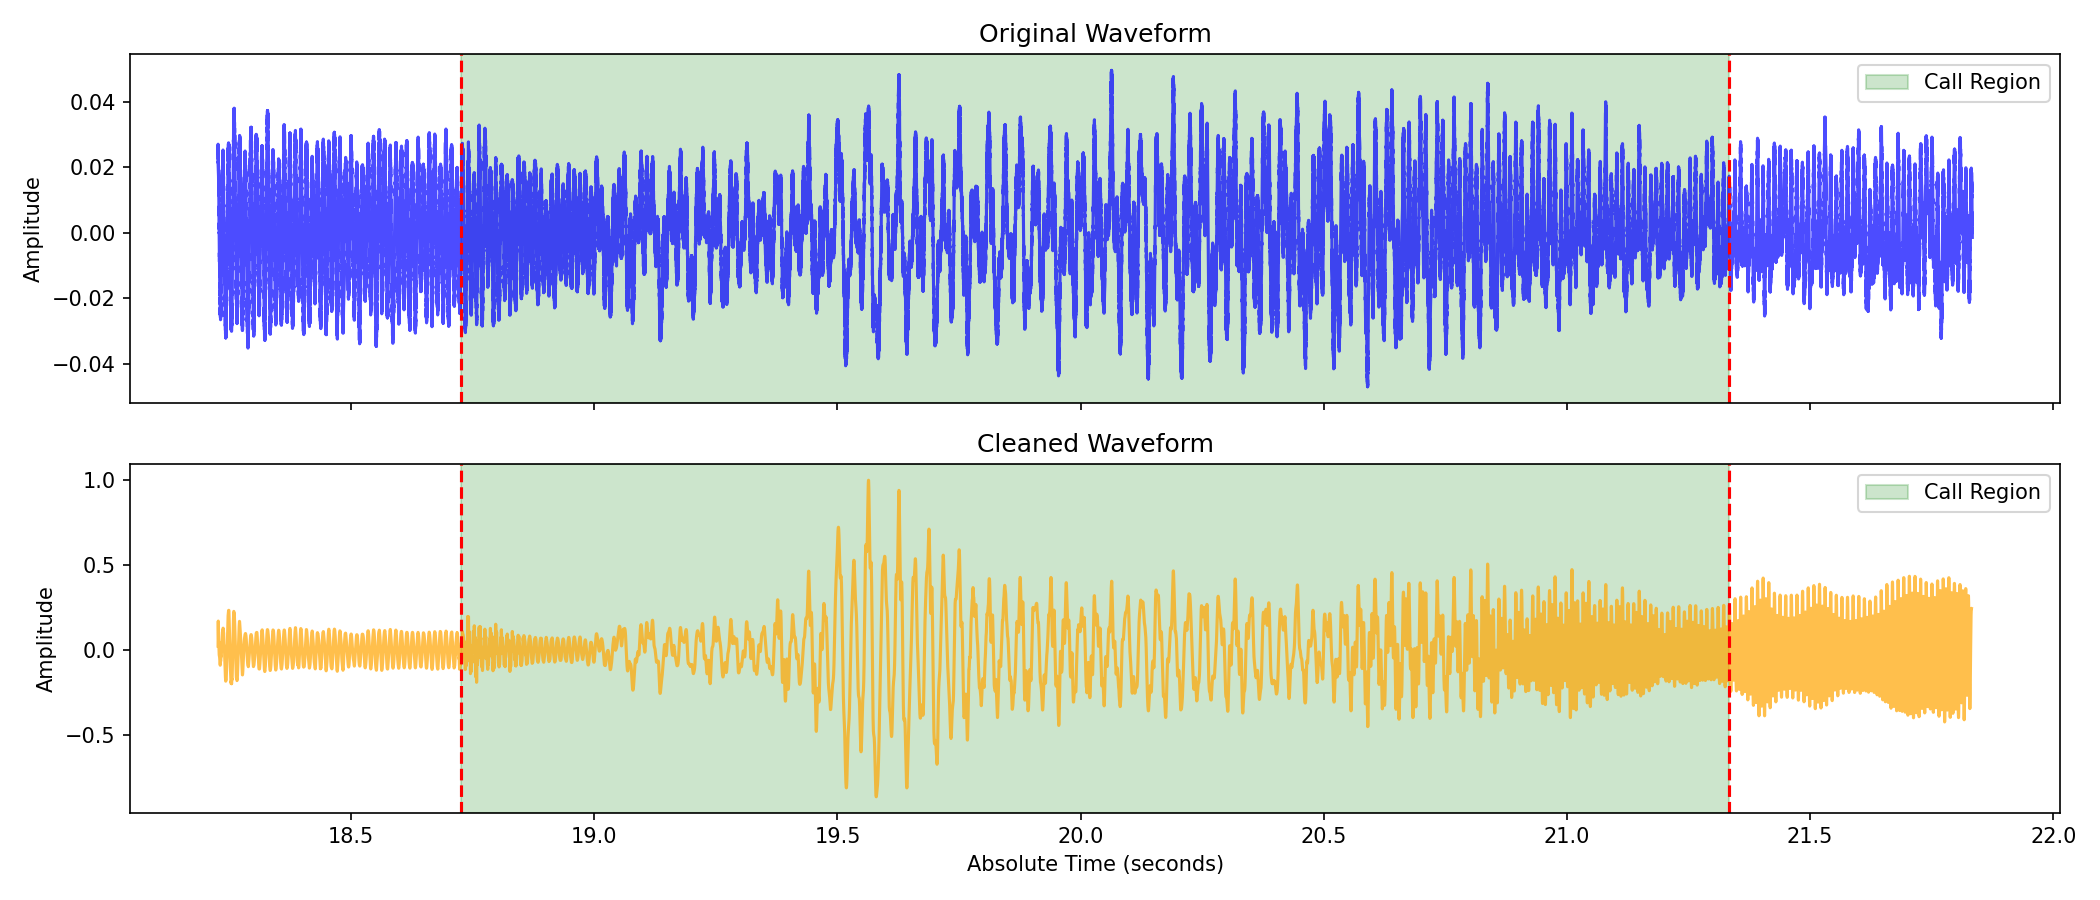 Original Waveform
Call Region
Amplitude
0.04
0.02
0.00
−0.02
−0.04
Cleaned Waveform
Call Region
Amplitude
1.0
0.5
0.0
−0.5
18.5 19.0 19.5 20.0 20.5 21.0 21.5 22.0
Absolute Time (seconds)